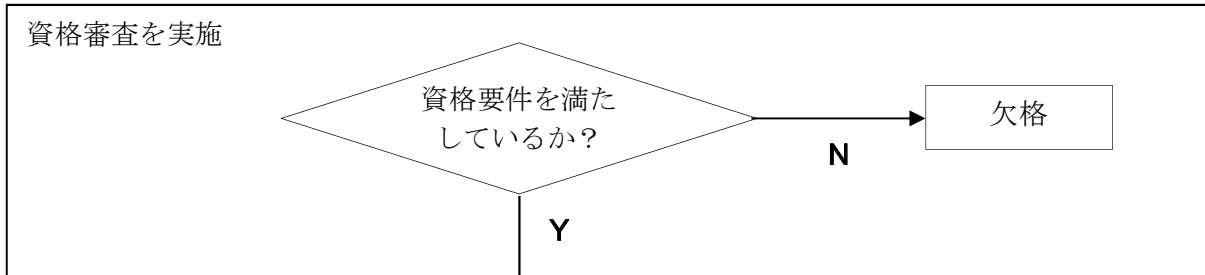 資格審査を実施
資格要件を満た
しているか？
欠格
N
Y